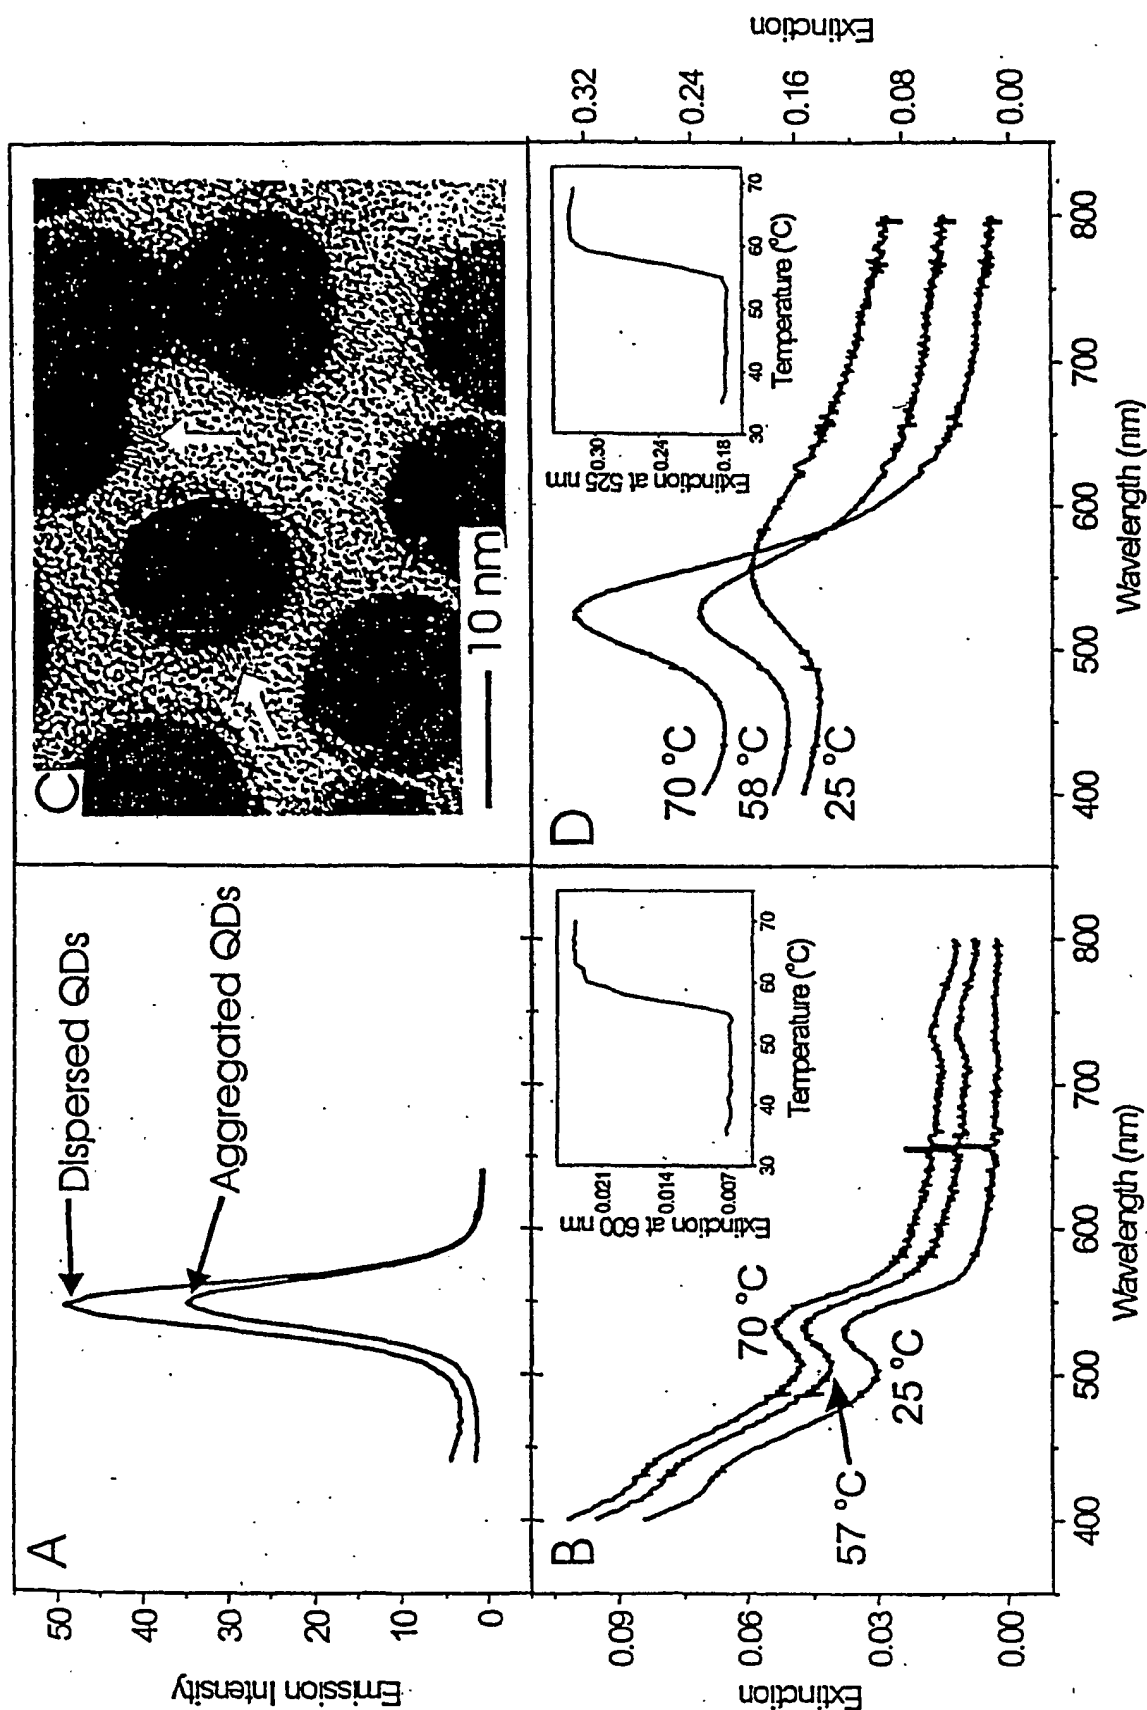 A
Dispersed QDs
Aggregated QDs
50
40
30
20
10
0
Emission Intensity
C
10 nm
B
70 °C
57 °C
25 °C
0.09
0.06
0.03
0.00
Extinction
400
500
600
700
800
Wavelength (nm)
Extinction at 600 nm
0.021
0.014
0.007
30
40
50
60
70
Temperature (°C)
D
70 °C
58 °C
25 °C
0.32
0.24
0.16
0.08
0.00
Extinction
400
500
600
700
800
Wavelength (nm)
Extinction at 525 nm
0.30
0.24
0.18
30
40
50
60
70
Temperature (°C)